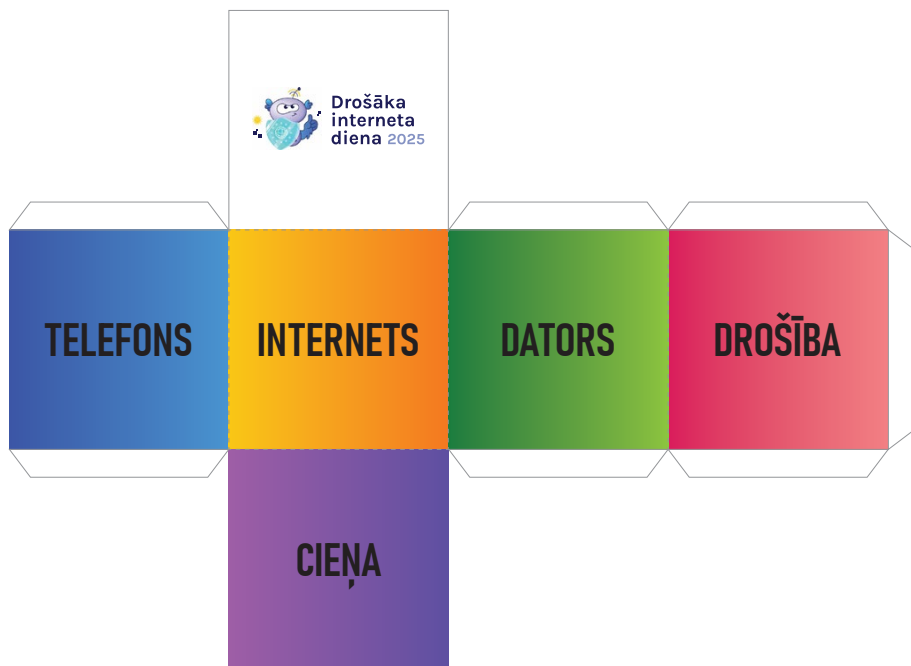 Drošāka
interneta
diena 2025
TELEFONS
INTERNETS
DATORS
DROŠĪBA
CIEŅA